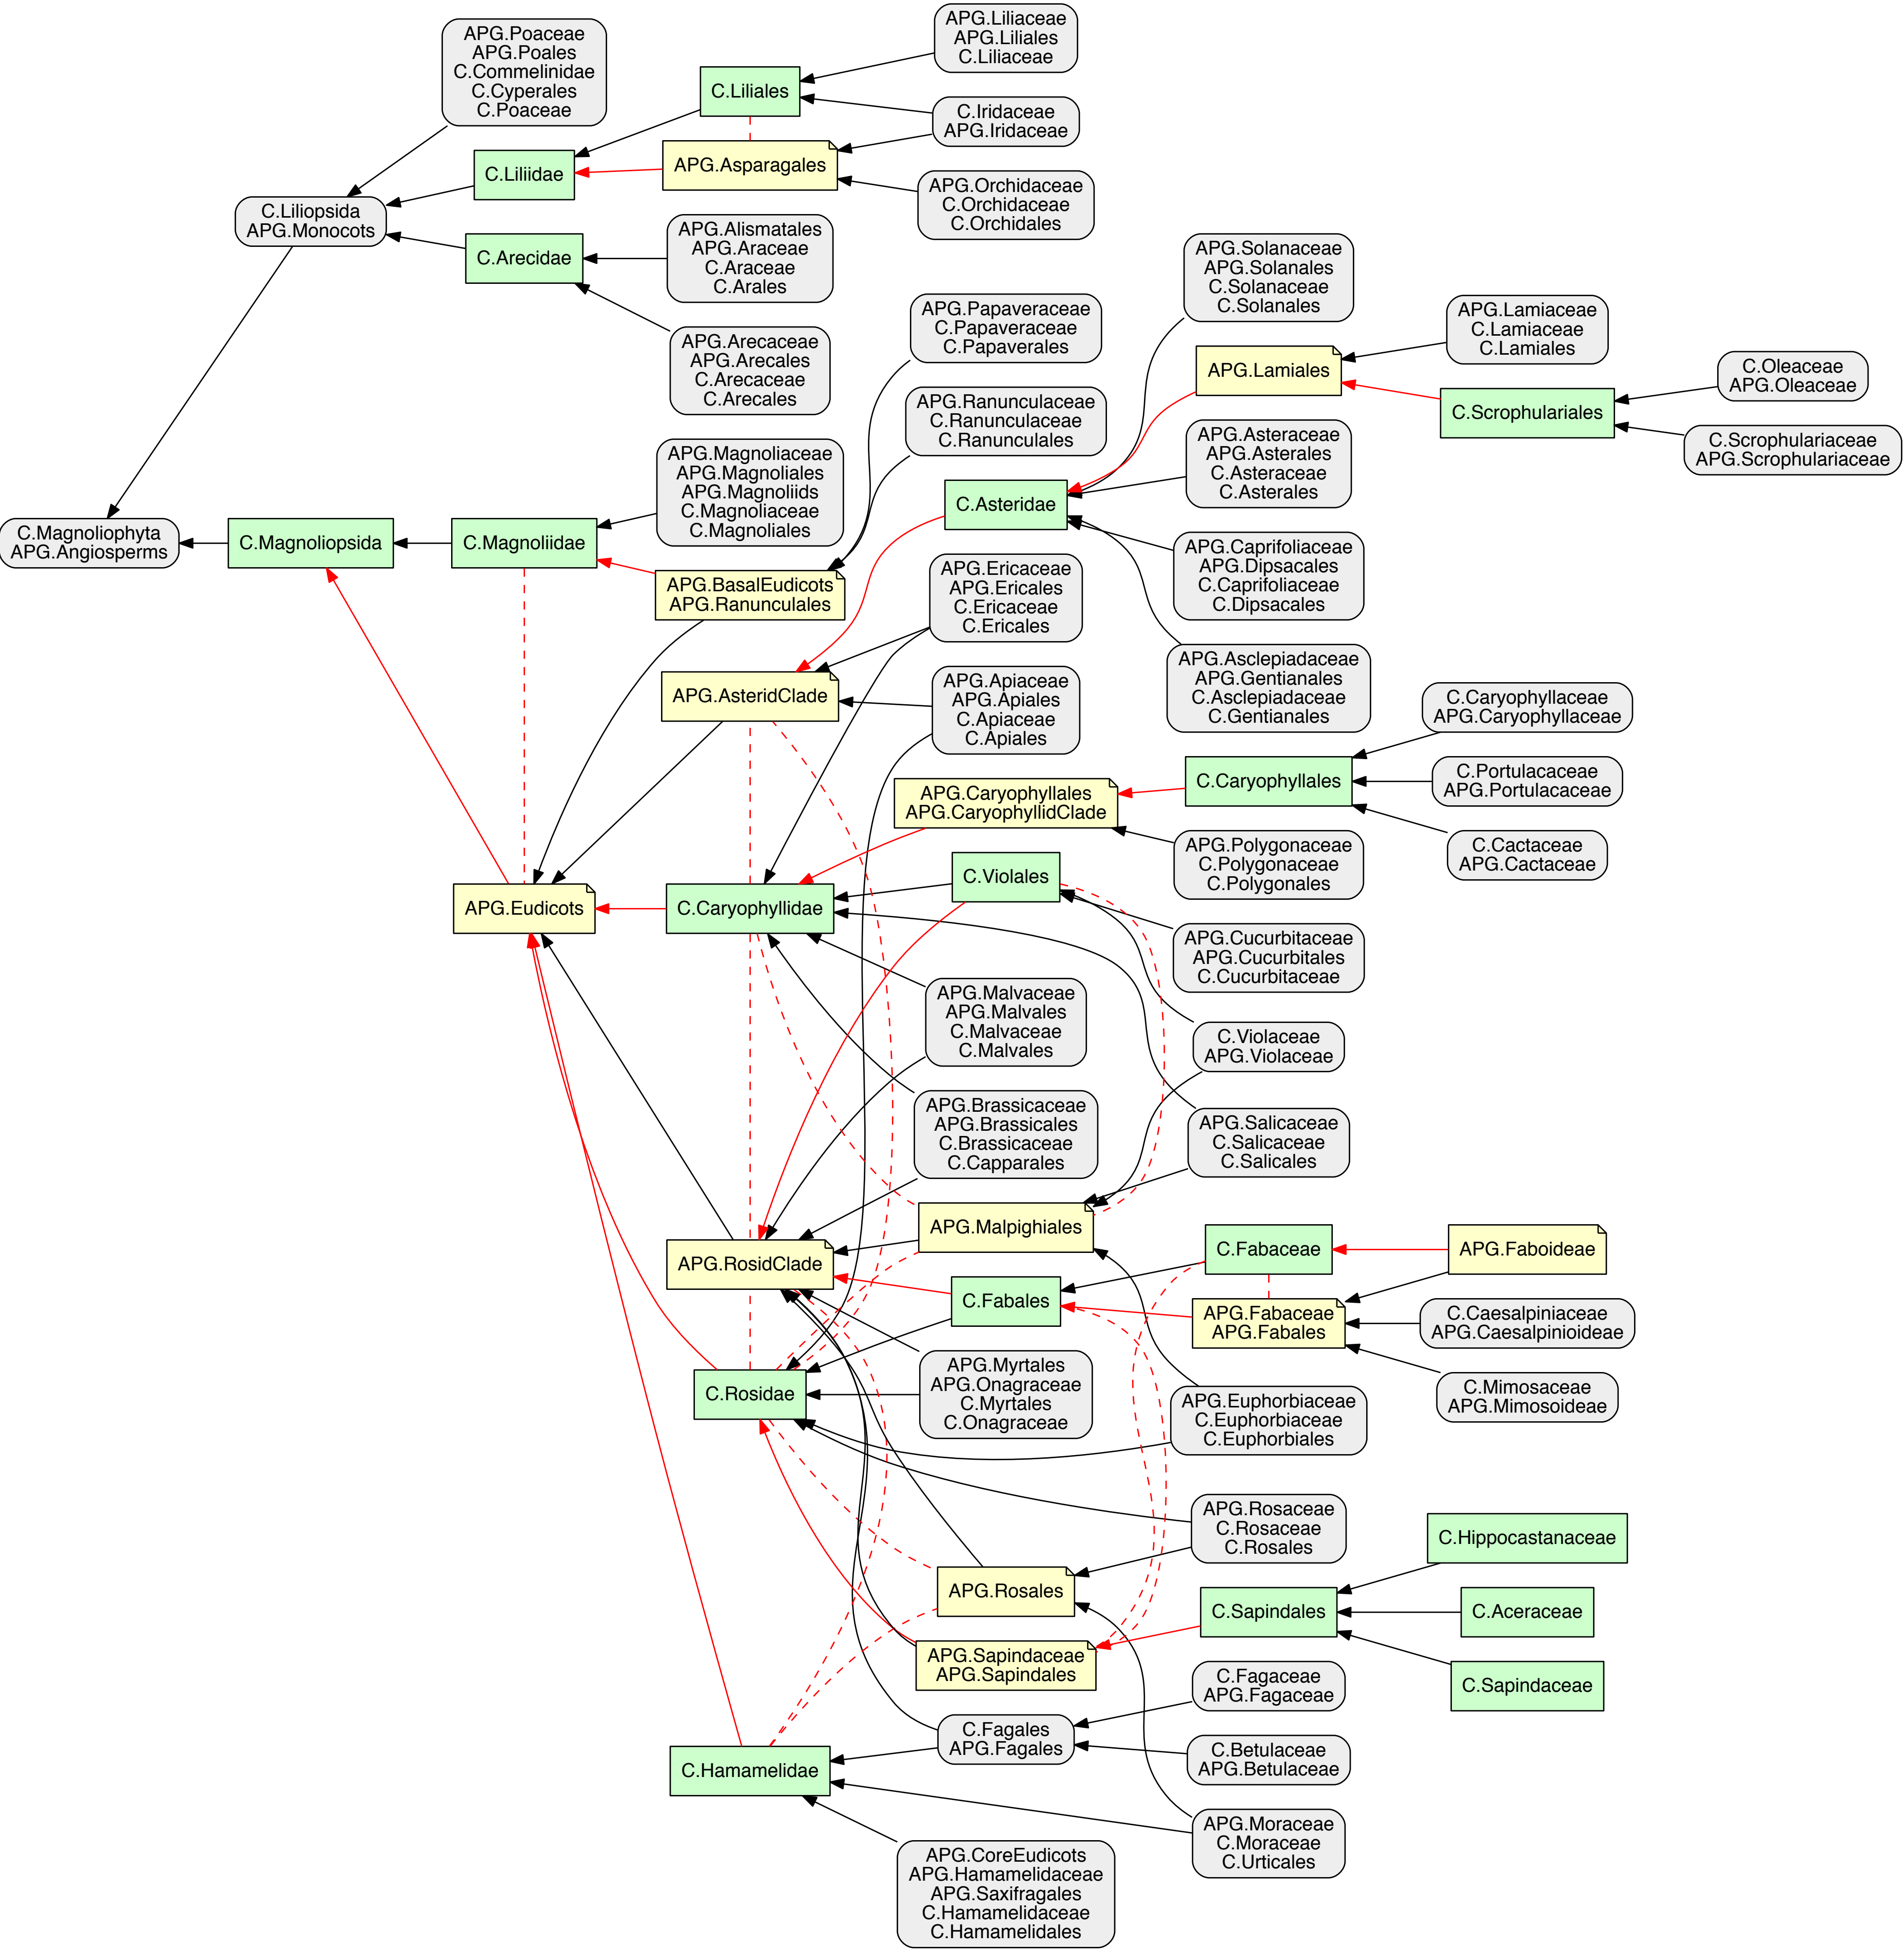 APG.Poaceae
APG.Poales
C.Commelinidae
C.Cyperales
C.Poaceae
APG.Liliaceae
APG.Liliales
C.Liliaceae
C.Liliales
C.Iridaceae
APG.Iridaceae
APG.Asparagales
C.Liliidae
APG.Orchidaceae
C.Orchidaceae
C.Orchidales
C.Liliopsida
APG.Monocots
C.Arecidae
APG.Alismatales
APG.Araceae
C.Araceae
C.Arales
APG.Arecaceae
APG.Arecales
C.Arecaceae
C.Arecales
APG.Papaveraceae
C.Papaveraceae
C.Papaverales
APG.Solanaceae
APG.Solanales
C.Solanaceae
C.Solanales
APG.Lamiaceae
C.Lamiaceae
C.Lamiales
APG.Lamiales
C.Oleaceae
APG.Oleaceae
C.Scrophulariales
C.Scrophulariaceae
APG.Scrophulariaceae
APG.Ranunculaceae
C.Ranunculaceae
C.Ranunculales
APG.Asteraceae
APG.Asterales
C.Asteraceae
C.Asterales
APG.Magnoliaceae
APG.Magnoliales
APG.Magnoliids
C.Magnoliaceae
C.Magnoliales
C.Asteridae
C.Magnoliophyta
APG.Angiosperms
C.Magnoliopsida
C.Magnoliidae
APG.BasalEudicots
APG.Ranunculales
APG.Caprifoliaceae
APG.Dipsacales
C.Caprifoliaceae
C.Dipsacales
APG.Ericaceae
APG.Ericales
C.Ericaceae
C.Ericales
APG.AsteridClade
APG.Apiaceae
APG.Apiales
C.Apiaceae
C.Apiales
APG.Asclepiadaceae
APG.Gentianales
C.Asclepiadaceae
C.Gentianales
C.Caryophyllaceae
APG.Caryophyllaceae
C.Caryophyllales
C.Portulacaceae
APG.Portulacaceae
APG.Caryophyllales
APG.CaryophyllidClade
APG.Polygonaceae
C.Polygonaceae
C.Polygonales
C.Cactaceae
APG.Cactaceae
C.Violales
APG.Eudicots
C.Caryophyllidae
APG.Cucurbitaceae
APG.Cucurbitales
C.Cucurbitaceae
APG.Malvaceae
APG.Malvales
C.Malvaceae
C.Malvales
C.Violaceae
APG.Violaceae
APG.Brassicaceae
APG.Brassicales
C.Brassicaceae
C.Capparales
APG.Salicaceae
C.Salicaceae
C.Salicales
APG.Malpighiales
APG.RosidClade
C.Fabaceae
APG.Faboideae
C.Fabales
APG.Fabaceae
APG.Fabales
C.Caesalpiniaceae
APG.Caesalpinioideae
C.Rosidae
APG.Myrtales
APG.Onagraceae
C.Myrtales
C.Onagraceae
C.Mimosaceae
APG.Mimosoideae
APG.Euphorbiaceae
C.Euphorbiaceae
C.Euphorbiales
APG.Rosaceae
C.Rosaceae
C.Rosales
C.Hippocastanaceae
APG.Rosales
C.Sapindales
C.Aceraceae
APG.Sapindaceae
APG.Sapindales
C.Sapindaceae
C.Fagaceae
APG.Fagaceae
C.Fagales
APG.Fagales
C.Betulaceae
APG.Betulaceae
C.Hamamelidae
APG.Moraceae
C.Moraceae
C.Urticales
APG.CoreEudicots
APG.Hamamelidaceae
APG.Saxifragales
C.Hamamelidaceae
C.Hamamelidales